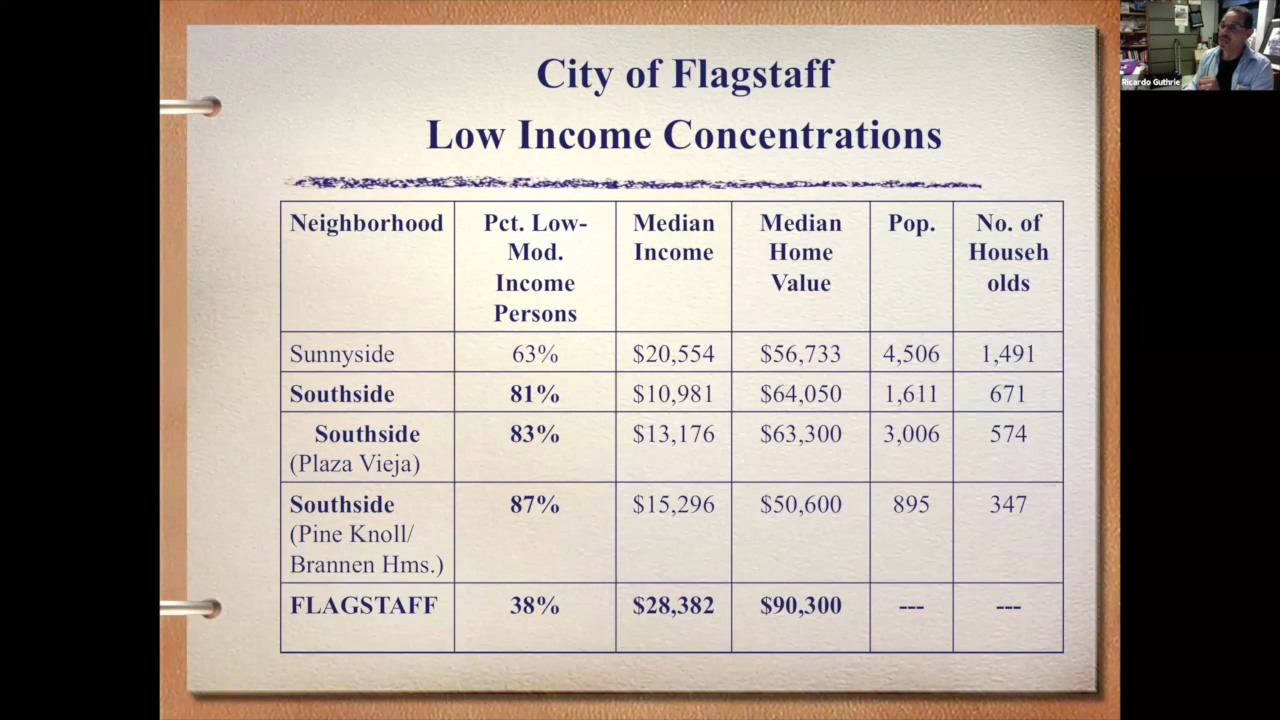 City of Flagstaff
Low Income Concentrations
Neighborhood Pct. Low-Mod. Income Persons Median Income Median Home Value Pop. No. of Households
Sunnyside 63% $20,554 $56,733 4,506 1,491
Southside 81% $10,981 $64,050 1,611 671
Southside (Plaza Vieja) 83% $13,176 $63,300 3,006 574
Southside (Pine Knoll/ Brannen Hms.) 87% $15,296 $50,600 895 347
FLAGSTAFF 38% $28,382 $90,300 --- ---
Ricardo Guthrie